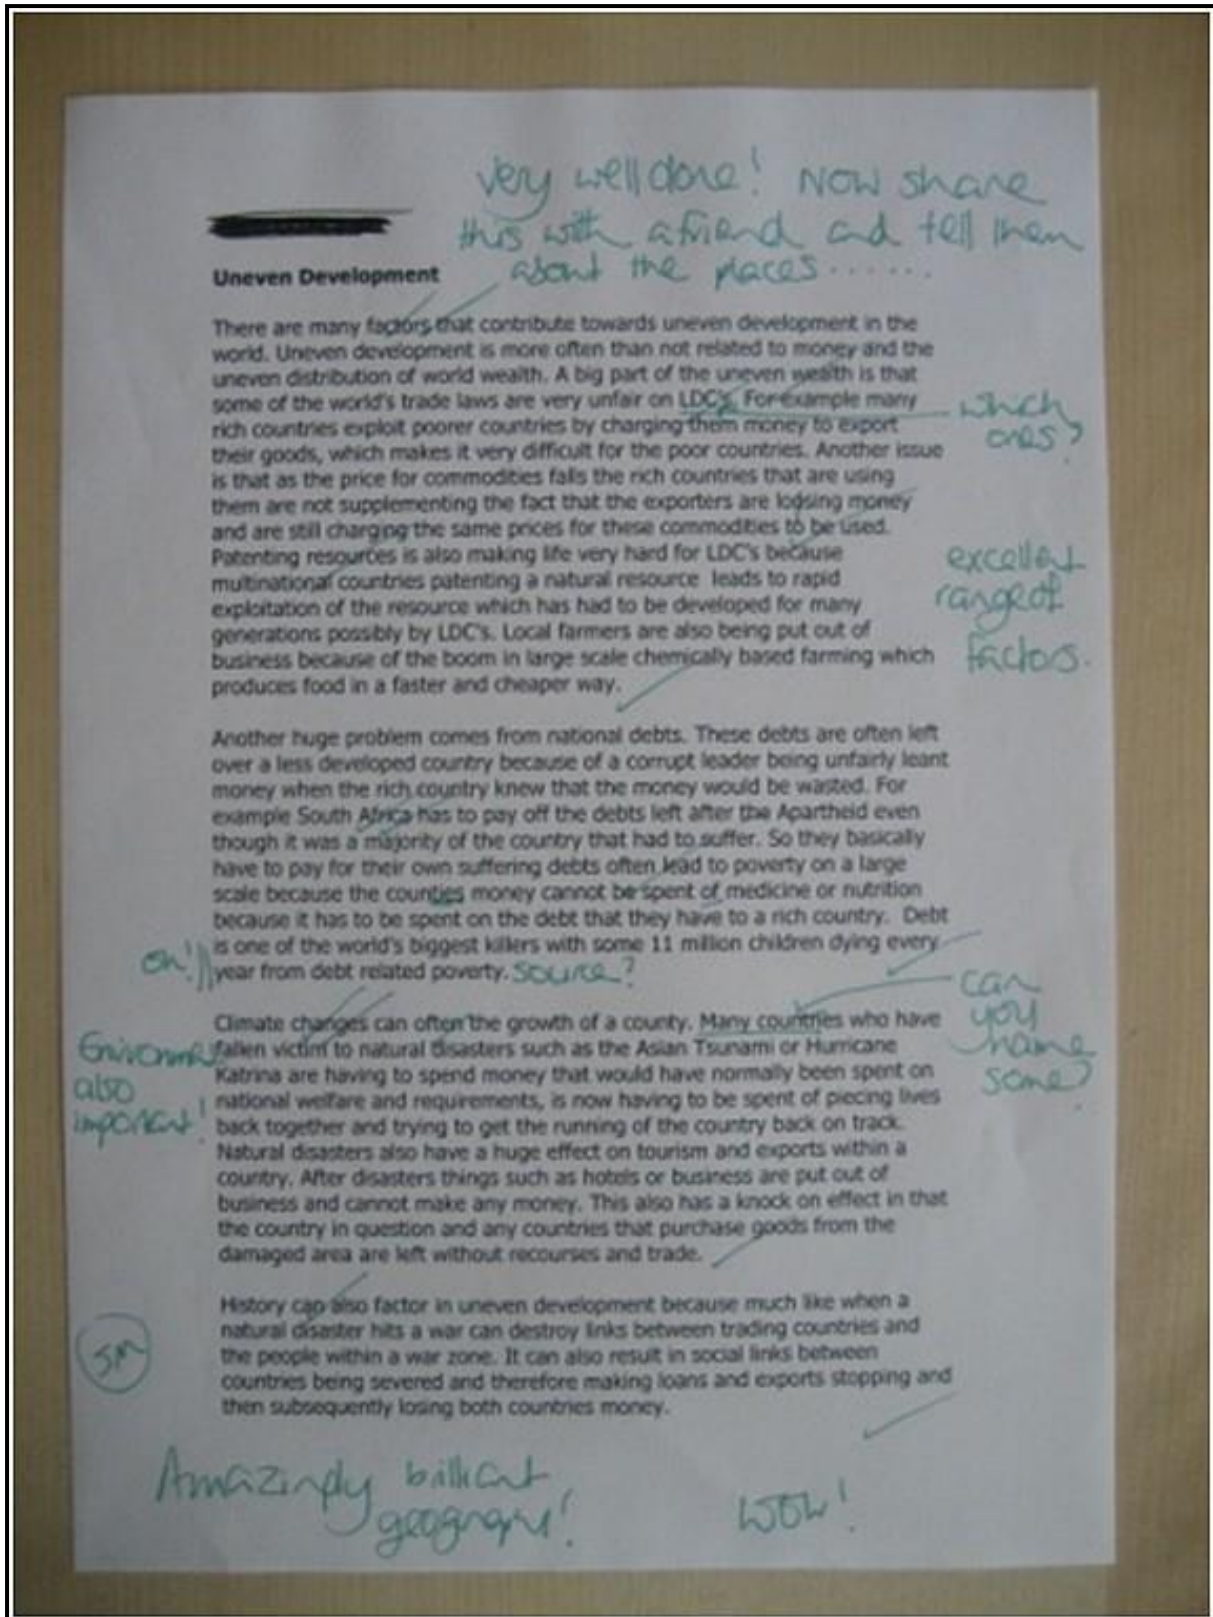 very well done! Now share
this with a friend and tell them
about the places ......
Uneven Development
There are many factors that contribute towards uneven development in the
world. Uneven development is more often than not related to money and the
uneven distribution of world wealth. A big part of the uneven wealth is that
some of the world's trade laws are very unfair on LDC's. For example many
which
rich countries exploit poorer countries by charging them money to export
ones?
their goods, which makes it very difficult for the poor countries. Another issue
is that as the price for commodities falls the rich countries that are using
them are not supplementing the fact that the exporters are loosing money
and are still charging the same prices for these commodities to be used.
Patenting resources is also making life very hard for LDC's because
excellent
multinational countries patenting a natural resource leads to rapid
range of
exploitation of the resource which has had to be developed for many
generations possibly by LDC's. Local farmers are also being put out of
factors.
business because of the boom in large scale chemically based farming which
produces food in a faster and cheaper way.
Another huge problem comes from national debts. These debts are often left
over a less developed country because of a corrupt leader being unfairly leant
money when the rich country knew that the money would be wasted. For
example South Africa has to pay off the debts left after the Apartheid even
though it was a majority of the country that had to suffer. So they basically
have to pay for their own suffering debts often lead to poverty on a large
scale because the counties money cannot be spent of medicine or nutrition
because it has to be spent on the debt that they have to a rich country. Debt
is one of the world's biggest killers with some 11 million children dying every
oh!
year from debt related poverty. source?
can
you
name
some?
Climate changes can often the growth of a county. Many countries who have
fallen victim to natural disasters such as the Asian Tsunami or Hurricane
also
important!
Katrina are having to spend money that would have normally been spent on
national welfare and requirements, is now having to be spent of piecing lives
back together and trying to get the running of the country back on track.
Natural disasters also have a huge effect on tourism and exports within a
country. After disasters things such as hotels or business are put out of
business and cannot make any money. This also has a knock on effect in that
the country in question and any countries that purchase goods from the
damaged area are left without recourses and trade.
History can also factor in uneven development because much like when a
natural disaster hits a war can destroy links between trading countries and
the people within a war zone. It can also result in social links between
countries being severed and therefore making loans and exports stopping and
then subsequently losing both countries money.
Amazingly brilliant
geography!
WOW!